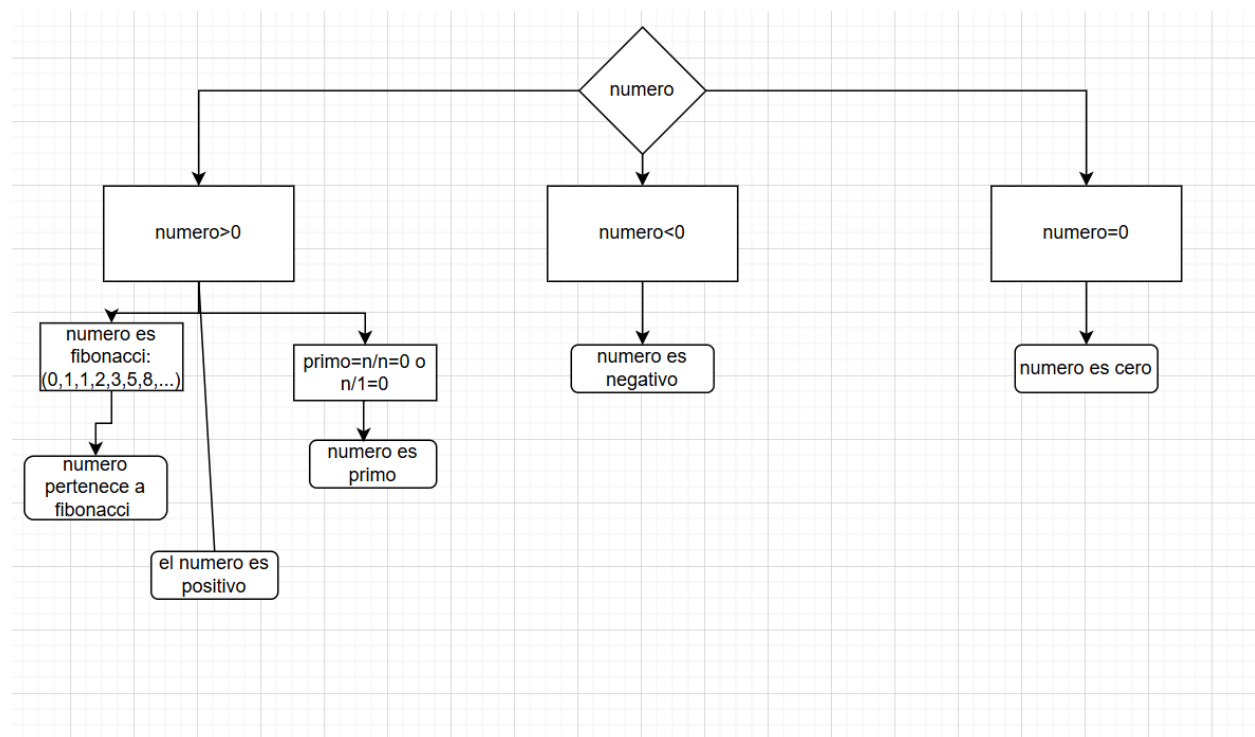 numero
numero>0
numero<0
numero=0
numero es
fibonacci:
(0,1,1,2,3,5,8,...)
primo=n/n=0 o
n/1=0
numero es
negativo
numero es cero
numero
pertenece a
fibonacci
numero es
primo
el numero es
positivo